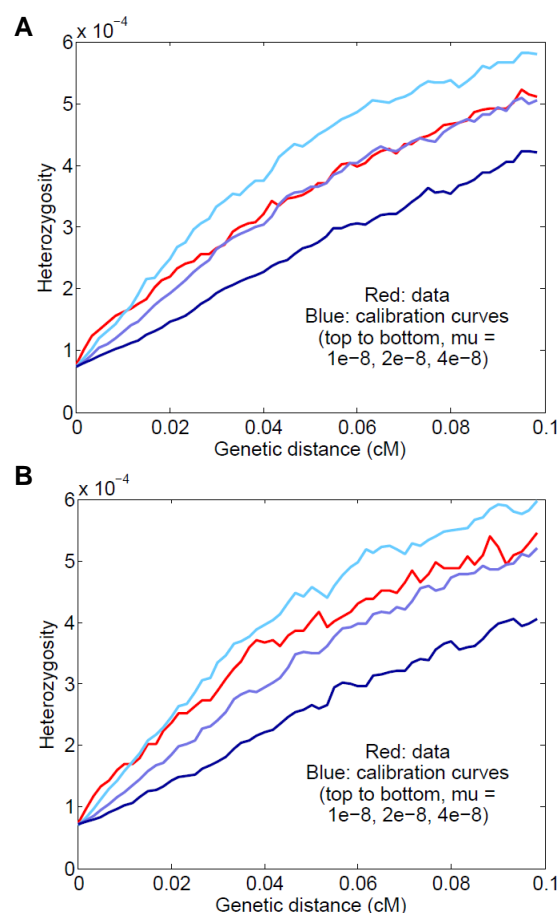 A
6 x 10⁻⁴
5
4
3
2
1
0
Heterozygosity
Red: data
Blue: calibration curves
(top to bottom, mu =
1e−8, 2e−8, 4e−8)
0 0.02 0.04 0.06 0.08 0.1
Genetic distance (cM)
B
6 x 10⁻⁴
5
4
3
2
1
0
Heterozygosity
Red: data
Blue: calibration curves
(top to bottom, mu =
1e−8, 2e−8, 4e−8)
0 0.02 0.04 0.06 0.08 0.1
Genetic distance (cM)